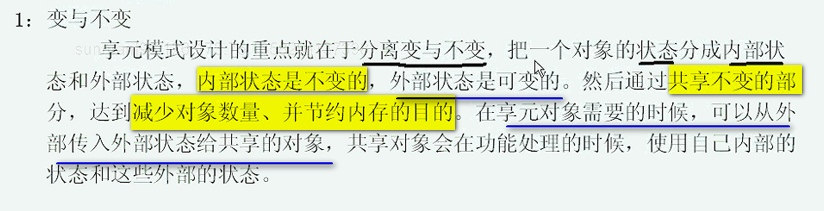 1：变与不变
享元模式设计的重点就在于分离变与不变，把一个对象的状态分成内部状
态和外部状态，内部状态是不变的，外部状态是可变的。然后通过共享不变的部
分，达到减少对象数量、并节约内存的目的。在享元对象需要的时候，可以从外
部传入外部状态给共享的对象，共享对象会在功能处理的时候，使用自己内部的
状态和这些外部的状态。